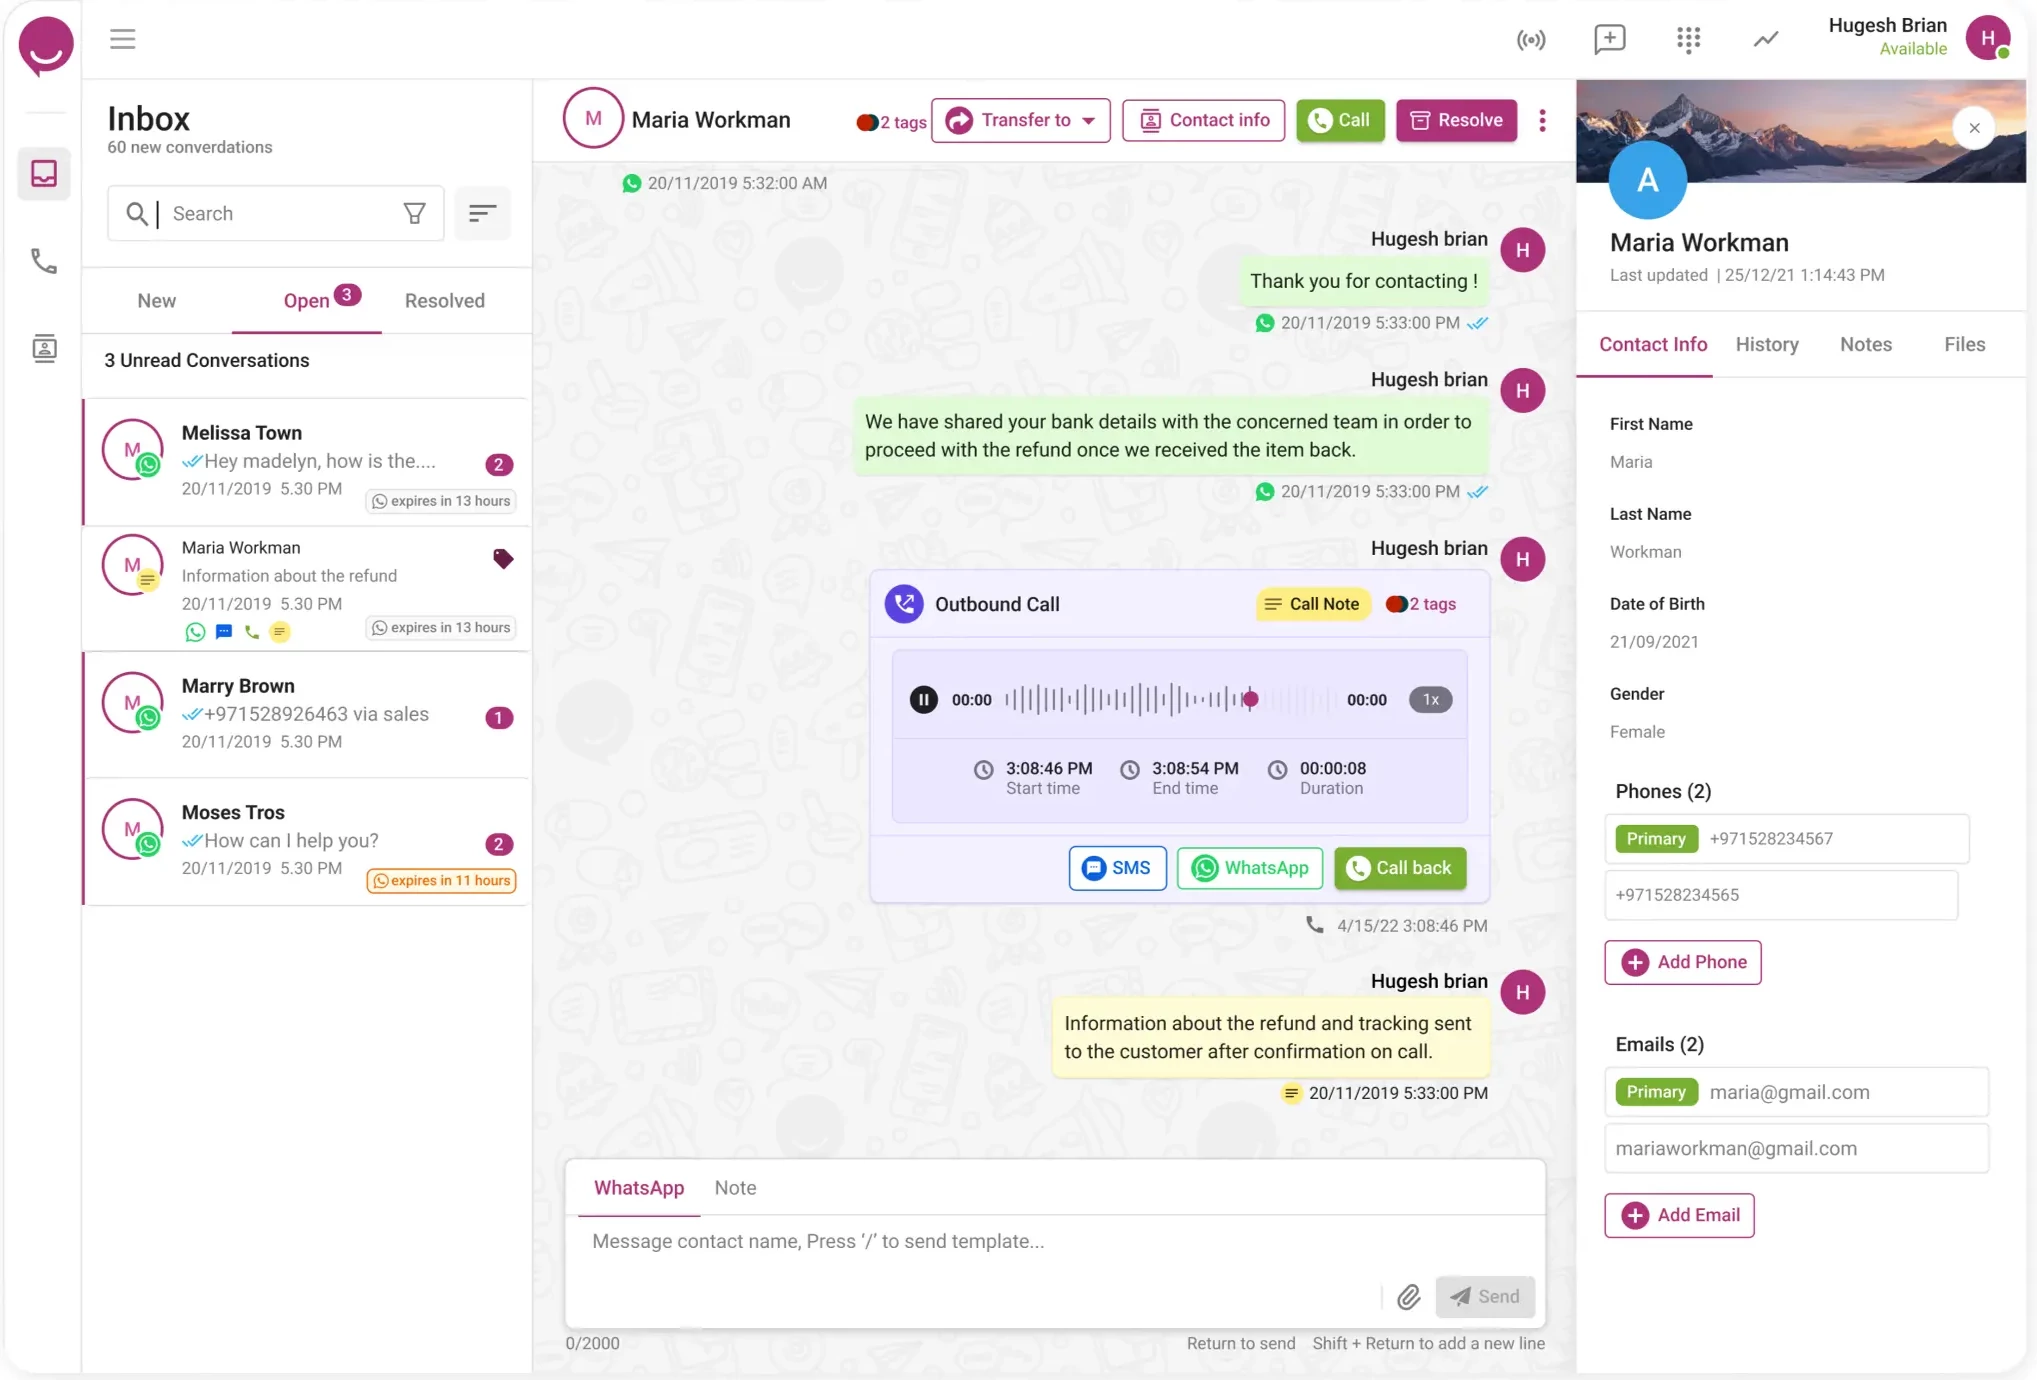 Hugesh Brian
Available
H
Inbox
60 new converdations
Search
New
Open 3
Resolved
3 Unread Conversations
M
Melissa Town
Hey madelyn, how is the....
2
20/11/2019 5.30 PM
expires in 13 hours
M
Maria Workman
Information about the refund
20/11/2019 5.30 PM
expires in 13 hours
M
Marry Brown
+971528926463 via sales
1
20/11/2019 5.30 PM
M
Moses Tros
How can I help you?
2
20/11/2019 5.30 PM
expires in 11 hours
M
Maria Workman
2 tags
Transfer to
Contact info
Call
Resolve
20/11/2019 5:32:00 AM
Hugesh brian
H
Thank you for contacting !
20/11/2019 5:33:00 PM
Hugesh brian
H
We have shared your bank details with the concerned team in order to
proceed with the refund once we received the item back.
20/11/2019 5:33:00 PM
Hugesh brian
H
Outbound Call
Call Note
2 tags
00:00
00:00
1x
3:08:46 PM
Start time
3:08:54 PM
End time
00:00:08
Duration
SMS
WhatsApp
Call back
4/15/22 3:08:46 PM
Hugesh brian
H
Information about the refund and tracking sent
to the customer after confirmation on call.
20/11/2019 5:33:00 PM
WhatsApp
Note
Message contact name, Press ‘/’ to send template...
Send
0/2000
Return to send
Shift + Return to add a new line
A
Maria Workman
Last updated | 25/12/21 1:14:43 PM
Contact Info
History
Notes
Files
First Name
Maria
Last Name
Workman
Date of Birth
21/09/2021
Gender
Female
Phones (2)
Primary +971528234567
+971528234565
Add Phone
Emails (2)
Primary maria@gmail.com
mariaworkman@gmail.com
Add Email